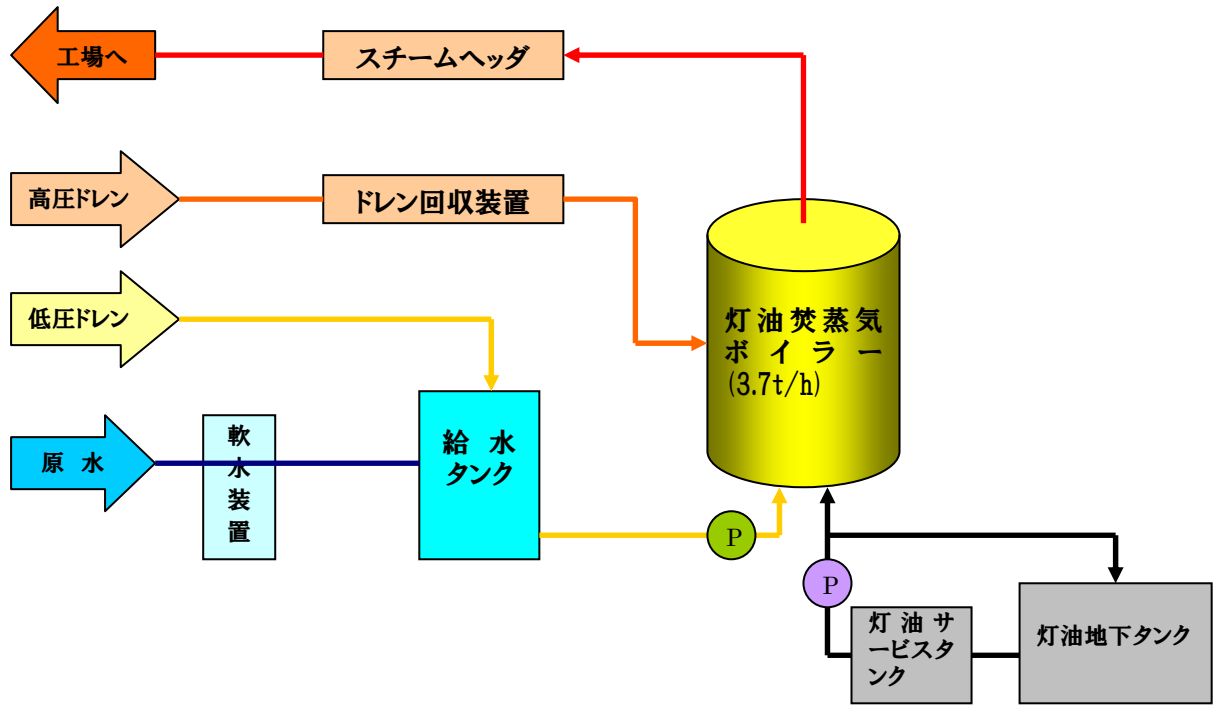 工場へ
スチームヘッダ
高圧ドレン
ドレン回収装置
低圧ドレン
灯油焚蒸気
ボイラー
(3.7t/h)
原 水
軟
水
装
置
給 水
タンク
P
P
灯油サ
ービスタ
ンク
灯油地下タンク